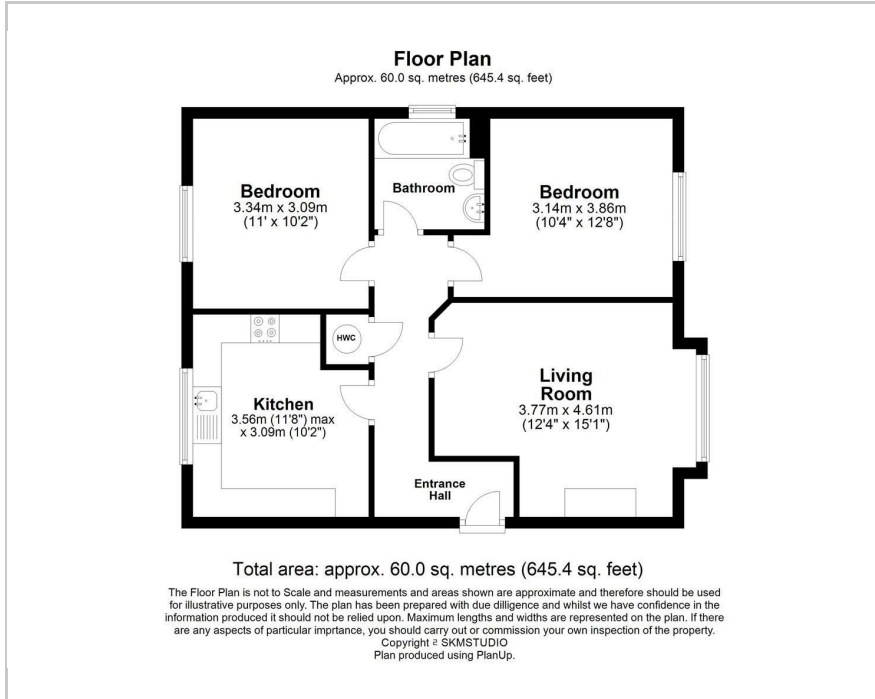 Floor Plan
Approx. 60.0 sq. metres (645.4 sq. feet)
Bedroom
3.34m x 3.09m
(11' x 10'2")
Bathroom
Bedroom
3.14m x 3.86m
(10'4" x 12'8")
HWC
Kitchen
3.56m (11'8") max
x 3.09m (10'2")
Living
Room
3.77m x 4.61m
(12'4" x 15'1")
Entrance
Hall
Total area: approx. 60.0 sq. metres (645.4 sq. feet)
The Floor Plan is not to Scale and measurements and areas shown are approximate and therefore should be used
for illustrative purposes only. The plan has been prepared with due dilligence and whilst we have confidence in the
information produced it should not be relied upon. Maximum lengths and widths are represented on the plan. If there
are any aspects of particular imprtance, you should carry out or commission your own inspection of the property.
Copyright ² SKMSTUDIO
Plan produced using PlanUp.